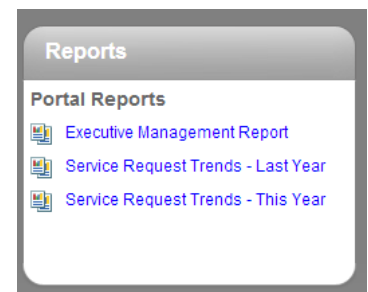 Reports
Portal Reports
Executive Management Report
Service Request Trends - Last Year
Service Request Trends - This Year